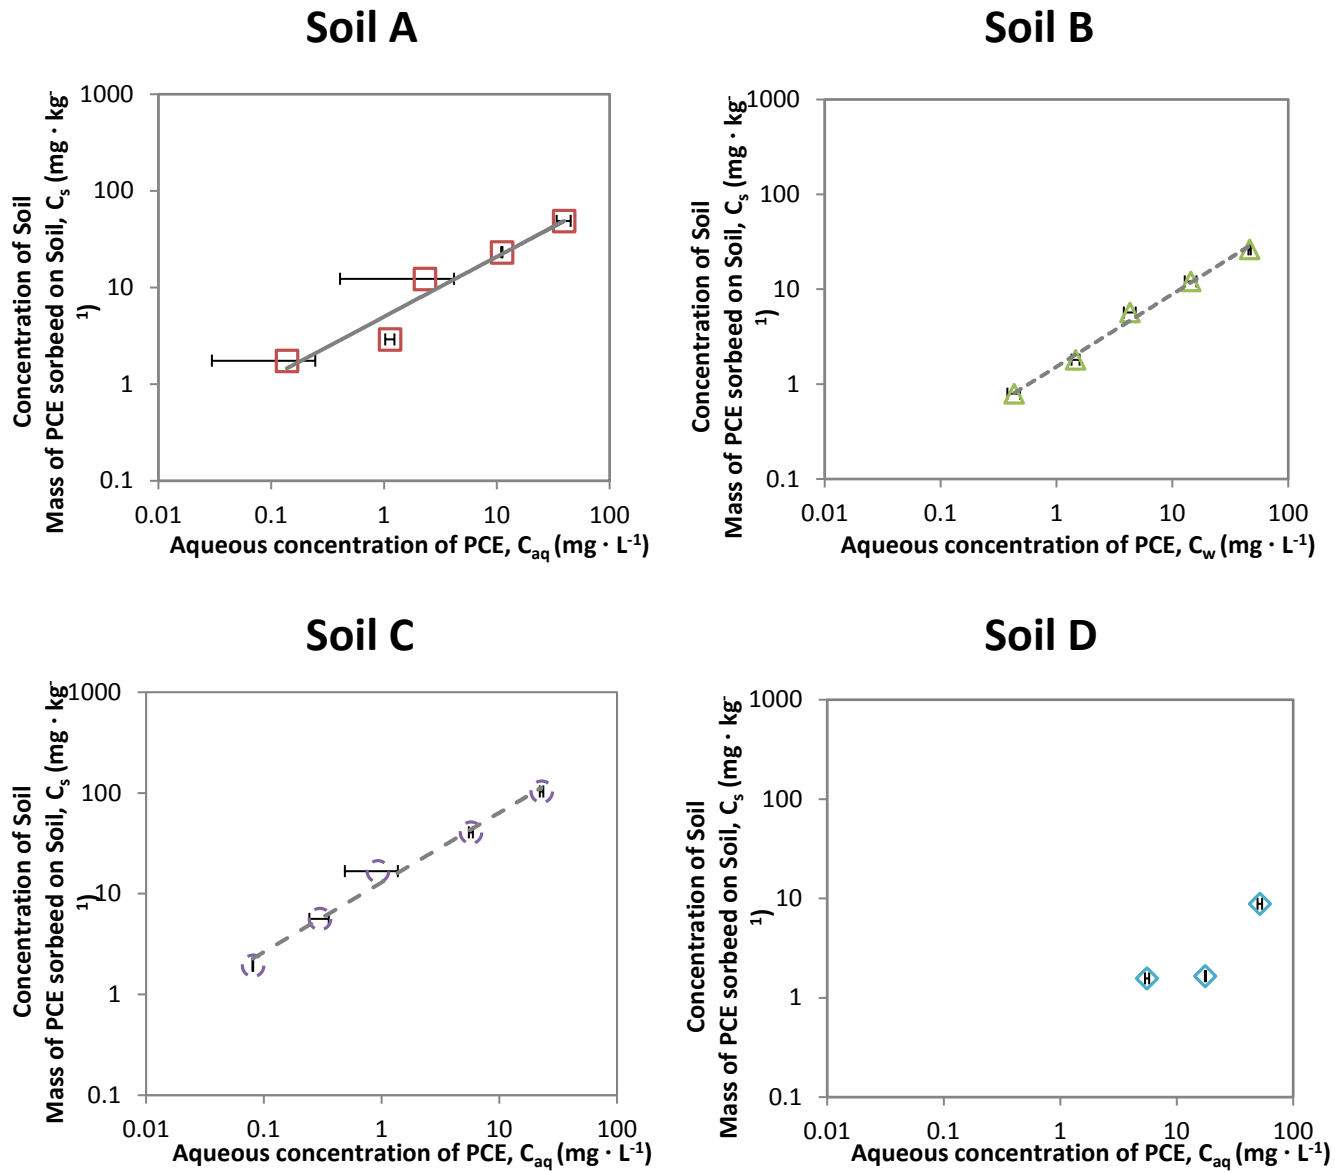 Soil A
Concentration of Soil
Mass of PCE sorbeed on Soil, Cs (mg · kg-
1)
1000
100
10
1
0.1
0.01 0.1 1 10 100
Aqueous concentration of PCE, Caq (mg · L-1)
Soil B
Concentration of Soil
Mass of PCE sorbeed on Soil, Cs (mg · kg-
1)
1000
100
10
1
0.1
0.01 0.1 1 10 100
Aqueous concentration of PCE, Cw (mg · L-1)
Soil C
Concentration of Soil
Mass of PCE sorbeed on Soil, Cs (mg · kg-
1)
1000
100
10
1
0.1
0.01 0.1 1 10 100
Aqueous concentration of PCE, Caq (mg · L-1)
Soil D
Concentration of Soil
Mass of PCE sorbeed on Soil, Cs (mg · kg-
1)
1000
100
10
1
0.1
0.01 0.1 1 10 100
Aqueous concentration of PCE, Caq (mg · L-1)